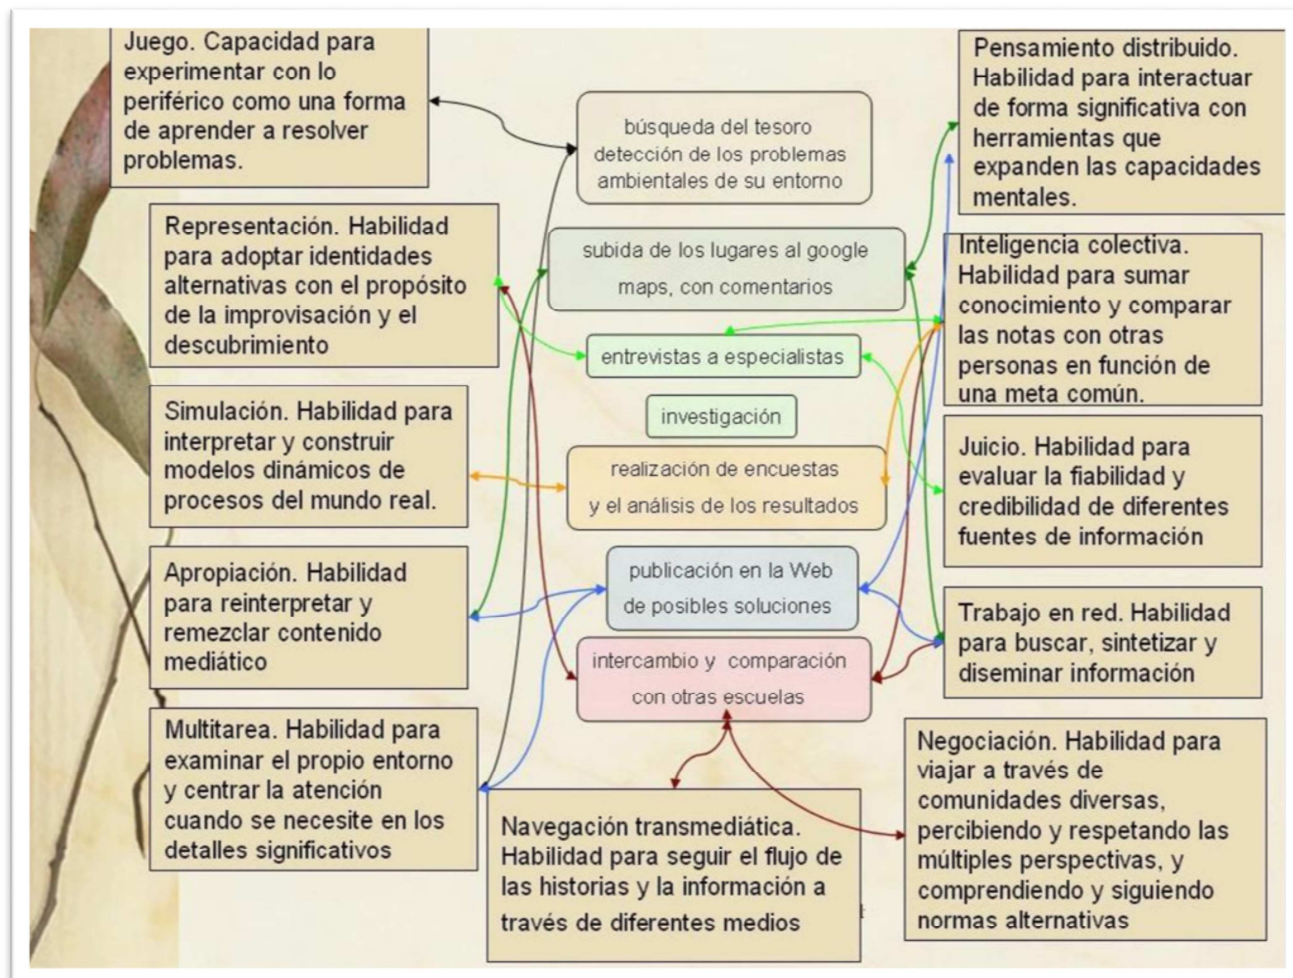 Juego. Capacidad para
experimentar con lo
periférico como una forma
de aprender a resolver
problemas.
Representación. Habilidad
para adoptar identidades
alternativas con el propósito
de la improvisación y el
descubrimiento
Simulación. Habilidad para
interpretar y construir
modelos dinámicos de
procesos del mundo real.
Apropiación. Habilidad
para reinterpretar y
remezclar contenido
mediático
Multitarea. Habilidad para
examinar el propio entorno
y centrar la atención
cuando se necesite en los
detalles significativos
búsqueda del tesoro
detección de los problemas
ambientales de su entorno
subida de los lugares al google
maps, con comentarios
entrevistas a especialistas
investigación
realización de encuestas
y el análisis de los resultados
publicación en la Web
de posibles soluciones
intercambio y comparación
con otras escuelas
Navegación transmediática.
Habilidad para seguir el flujo de
las historias y la información a
través de diferentes medios
Pensamiento distribuido.
Habilidad para interactuar
de forma significativa con
herramientas que
expanden las capacidades
mentales.
Inteligencia colectiva.
Habilidad para sumar
conocimiento y comparar
las notas con otras
personas en función de
una meta común.
Juicio. Habilidad para
evaluar la fiabilidad y
credibilidad de diferentes
fuentes de información
Trabajo en red. Habilidad
para buscar, sintetizar y
diseminar información
Negociación. Habilidad para
viajar a través de
comunidades diversas,
percibiendo y respetando las
múltiples perspectivas, y
comprendiendo y siguiendo
normas alternativas